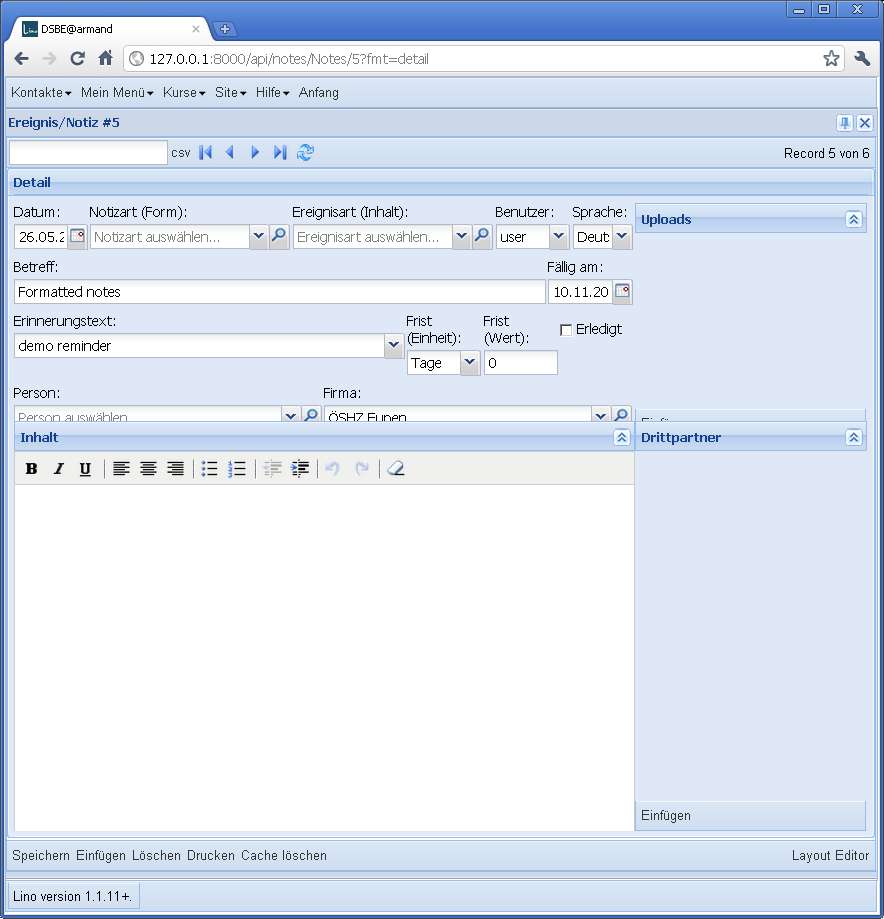 DSBE@armand
127.0.0.1:8000/api/notes/Notes/5?fmt=detail
Kontakte Mein Menü Kurse Site Hilfe Anfang
Ereignis/Notiz #5
csv Record 5 von 6
Detail
Datum: Notizart (Form): Ereignisart (Inhalt): Benutzer: Sprache:
26.05.2 Notizart auswählen... Ereignisart auswählen... user Deut
Uploads
Betreff: Fällig am:
Formatted notes 10.11.20
Erinnerungstext: Frist (Einheit): Frist (Wert): Erledigt
demo reminder Tage 0
Person: Firma:
Person auswählen ÖSHZ Eupen
Einfü
Inhalt Drittpartner
B I U
Einfügen
Speichern Einfügen Löschen Drucken Cache löschen Layout Editor
Lino version 1.1.11+.